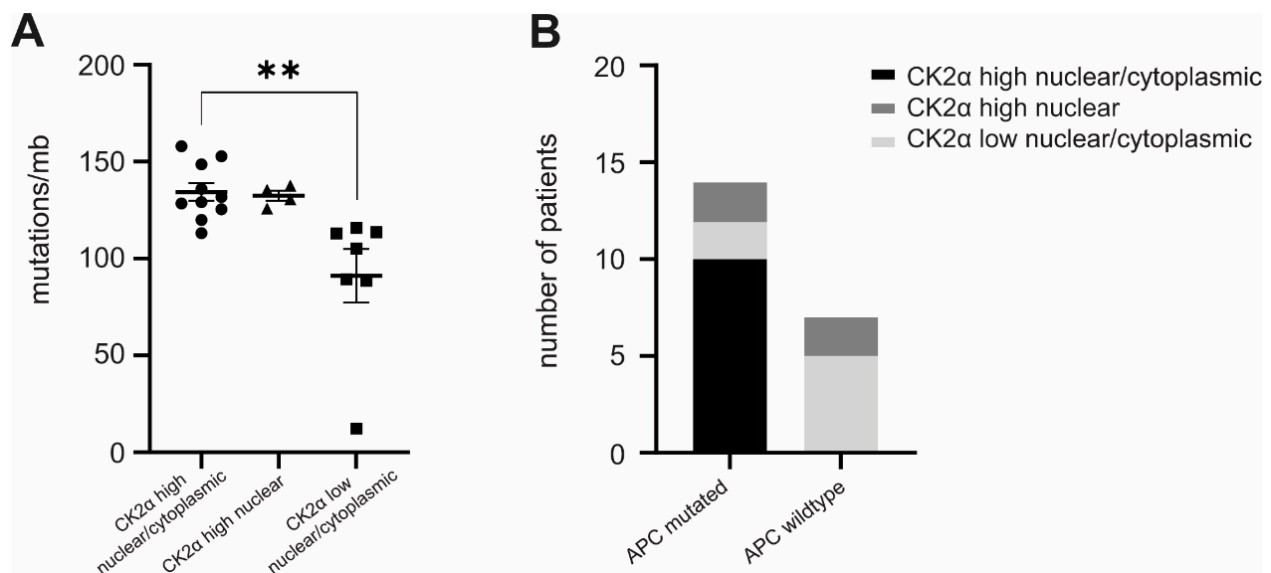 A
mutations/mb
200
150
100
50
0
**
CK2α high
nuclear/cytoplasmic
CK2α high nuclear
CK2α low
nuclear/cytoplasmic
B
number of patients
20
15
10
5
0
APC mutated
APC wildtype
CK2α high nuclear/cytoplasmic
CK2α high nuclear
CK2α low nuclear/cytoplasmic